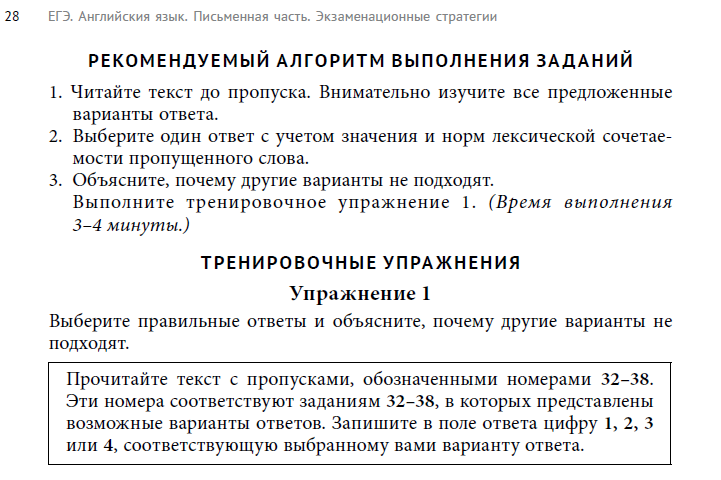 28 ЕГЭ. Английския язык. Письменная часть. Экзаменационные стратегии
РЕКОМЕНДУЕМЫЙ АЛГОРИТМ ВЫПОЛНЕНИЯ ЗАДАНИЙ
1. Читайте текст до пропуска. Внимательно изучите все предложенные
варианты ответа.
2. Выберите один ответ с учетом значения и норм лексической сочетае-
мости пропущенного слова.
3. Объясните, почему другие варианты не подходят.
Выполните тренировочное упражнение 1. (Время выполнения
3–4 минуты.)
ТРЕНИРОВОЧНЫЕ УПРАЖНЕНИЯ
Упражнение 1
Выберите правильные ответы и объясните, почему другие варианты не
подходят.
Прочитайте текст с пропусками, обозначенными номерами 32–38.
Эти номера соответствуют заданиям 32–38, в которых представлены
возможные варианты ответов. Запишите в поле ответа цифру 1, 2, 3
или 4, соответствующую выбранному вами варианту ответа.